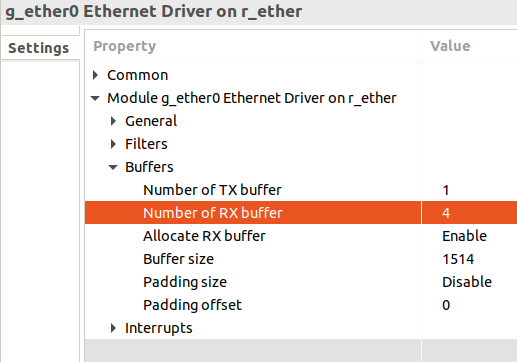 g_ether0 Ethernet Driver on r_ether
Settings
Property Value
Common
Module g_ether0 Ethernet Driver on r_ether
General
Filters
Buffers
Number of TX buffer 1
Number of RX buffer 4
Allocate RX buffer Enable
Buffer size 1514
Padding size Disable
Padding offset 0
Interrupts